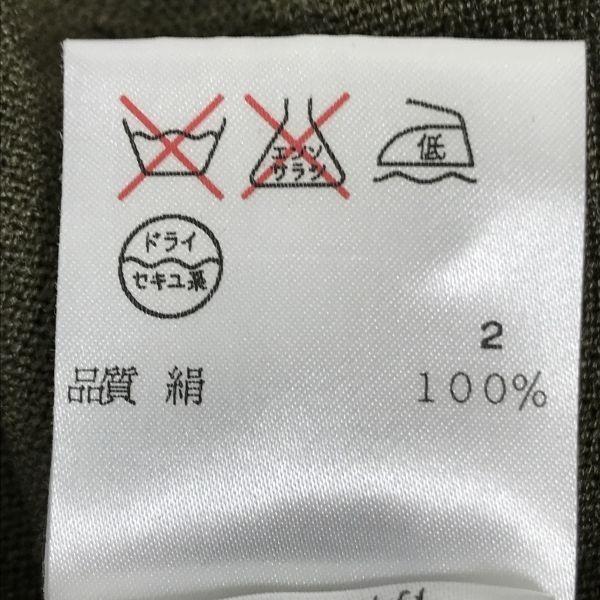 エンソ
サラシ
低
ドライ
セキユ系
2
品質 絹 100%